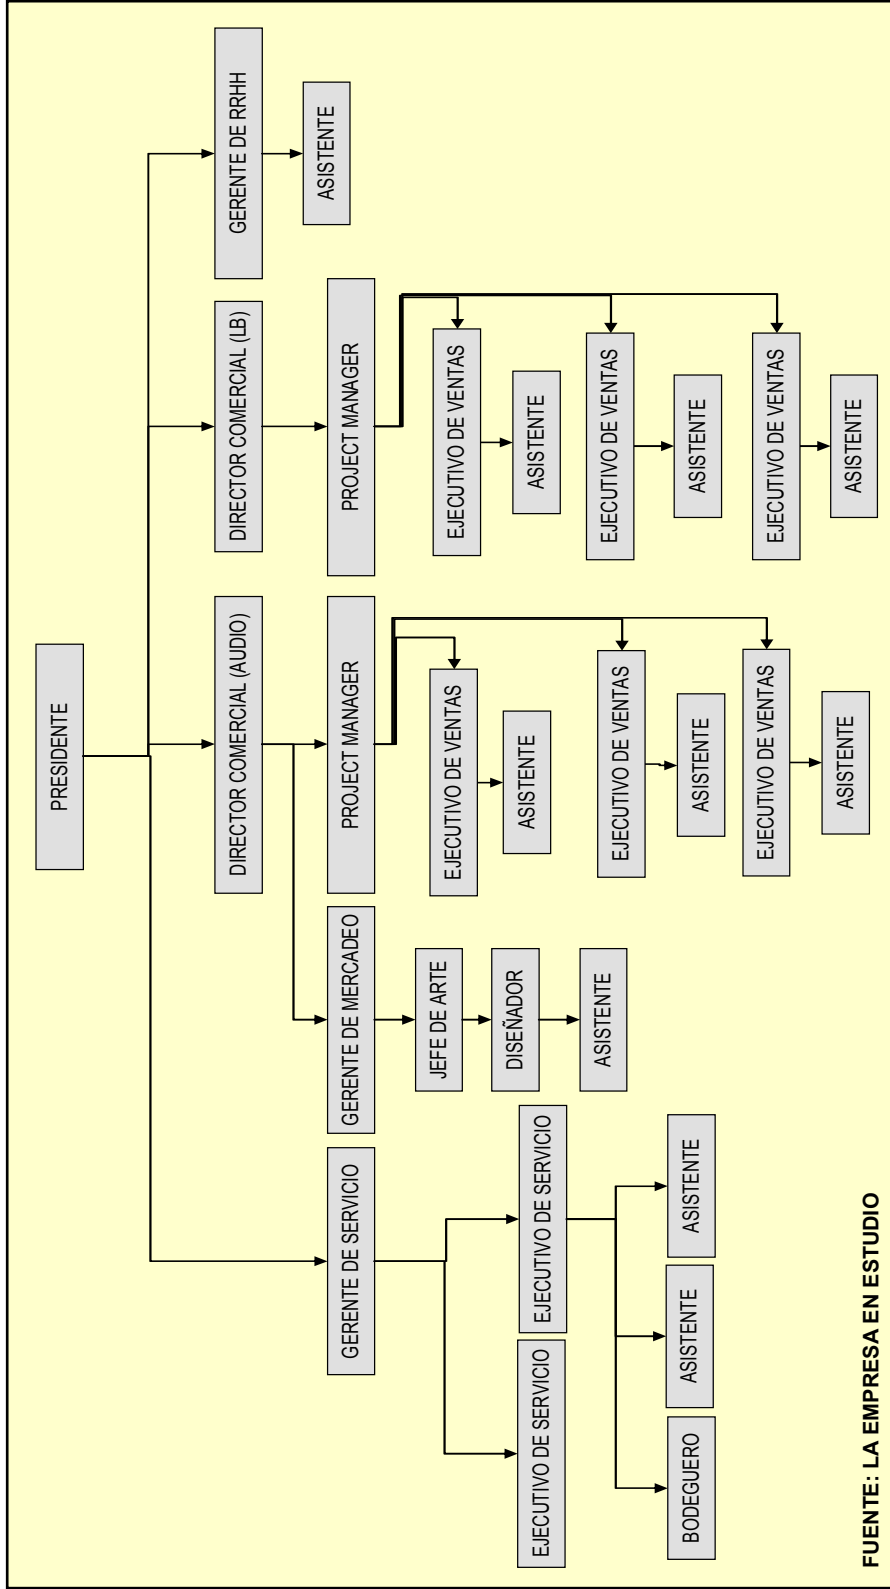 PRESIDENTE
GERENTE DE SERVICIO
EJECUTIVO DE SERVICIO
EJECUTIVO DE SERVICIO
BODEGUERO
ASISTENTE
ASISTENTE
DIRECTOR COMERCIAL (AUDIO)
GERENTE DE MERCADEO
JEFE DE ARTE
DISEÑADOR
ASISTENTE
PROJECT MANAGER
EJECUTIVO DE VENTAS
ASISTENTE
EJECUTIVO DE VENTAS
ASISTENTE
EJECUTIVO DE VENTAS
ASISTENTE
DIRECTOR COMERCIAL (LB)
PROJECT MANAGER
EJECUTIVO DE VENTAS
ASISTENTE
EJECUTIVO DE VENTAS
ASISTENTE
EJECUTIVO DE VENTAS
ASISTENTE
GERENTE DE RRHH
ASISTENTE
FUENTE: LA EMPRESA EN ESTUDIO